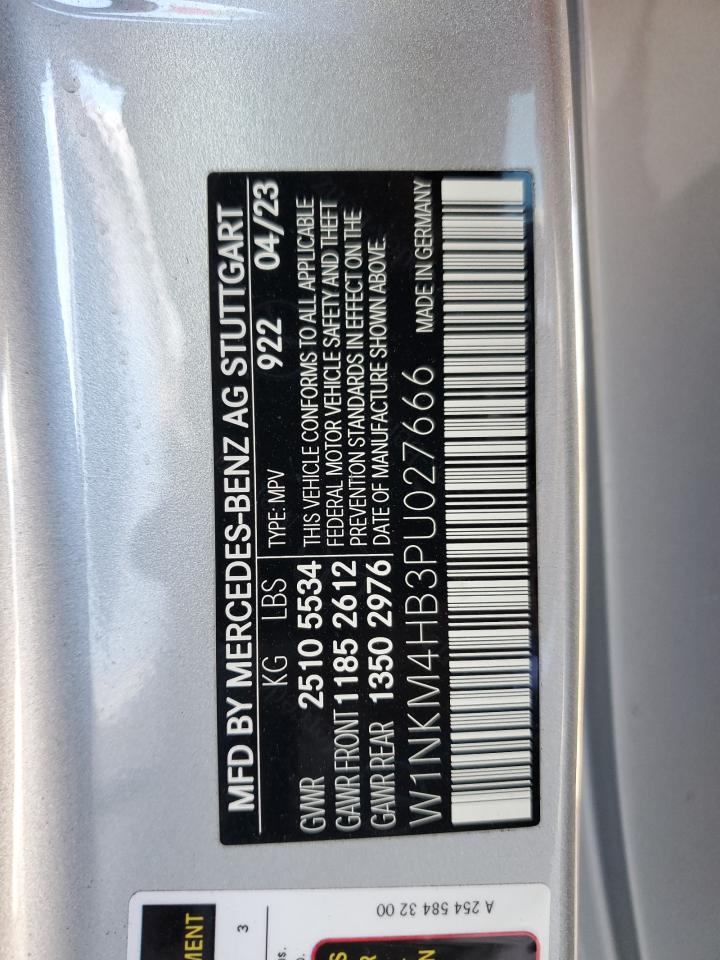 MFD BY MERCEDES-BENZ AG STUTTGART
KG LBS TYPE: MPV 922 04/23
GVWR 2510 5534 THIS VEHICLE CONFORMS TO ALL APPLICABLE
GAWR FRONT 1185 2612 FEDERAL MOTOR VEHICLE SAFETY AND THEFT
GAWR REAR 1350 2976 PREVENTION STANDARDS IN EFFECT ON THE
DATE OF MANUFACTURE SHOWN ABOVE.
W1NKM4HB3PU027666 MADE IN GERMANY
A 254 584 32 00
MENT
3
ns.